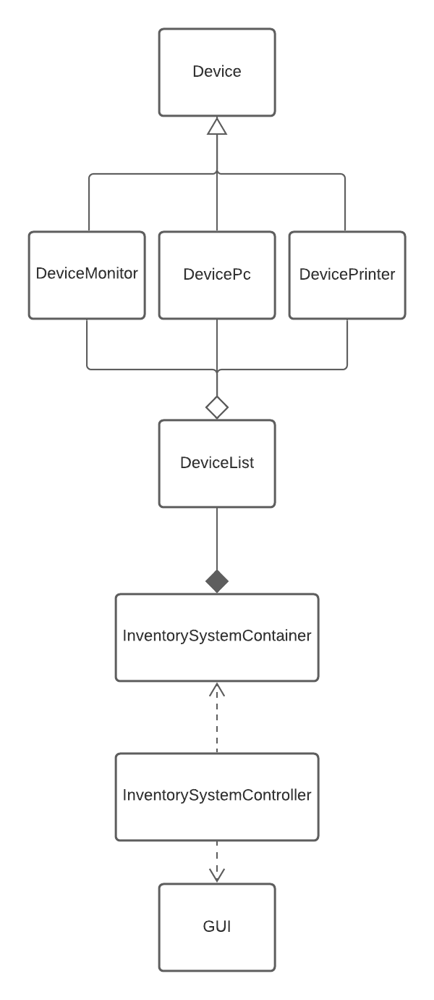 Device
DeviceMonitor
DevicePc
DevicePrinter
DeviceList
InventorySystemContainer
InventorySystemController
GUI